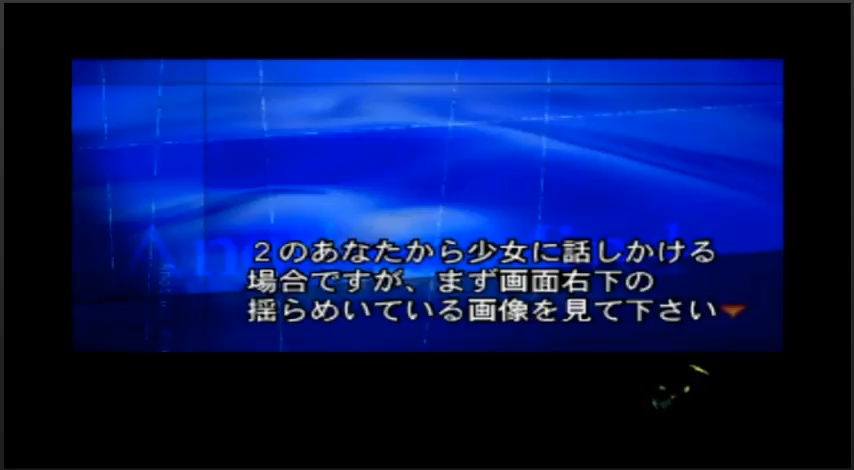 ２のあなたから少女に話しかける
場合ですが、まず画面右下の
揺らめいている画像を見て下さい